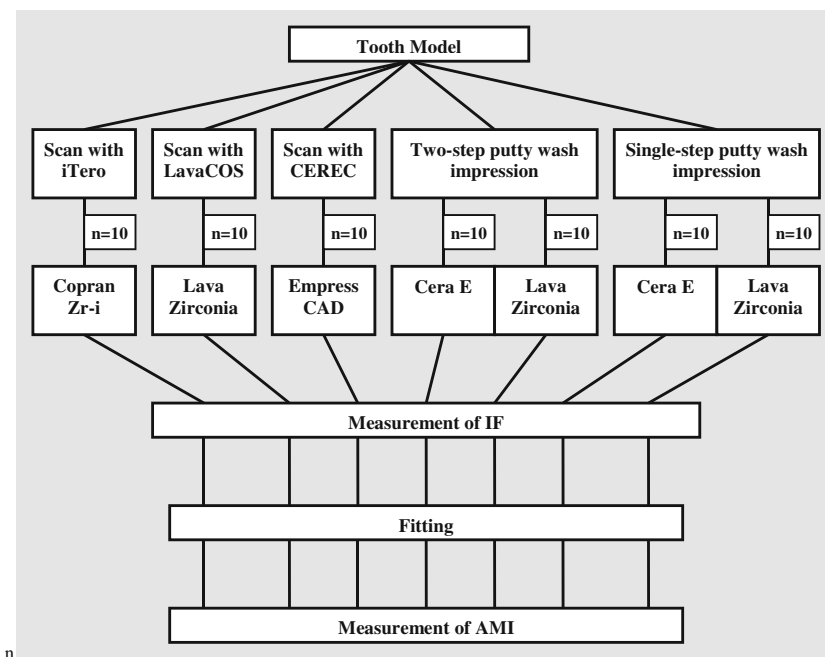 Tooth Model
Scan with
iTero
Scan with
LavaCOS
Scan with
CEREC
Two-step putty wash
impression
Single-step putty wash
impression
n=10
n=10
n=10
n=10
n=10
n=10
n=10
Copran
Zr-i
Lava
Zirconia
Empress
CAD
Cera E
Lava
Zirconia
Cera E
Lava
Zirconia
Measurement of IF
Fitting
Measurement of AMI
n